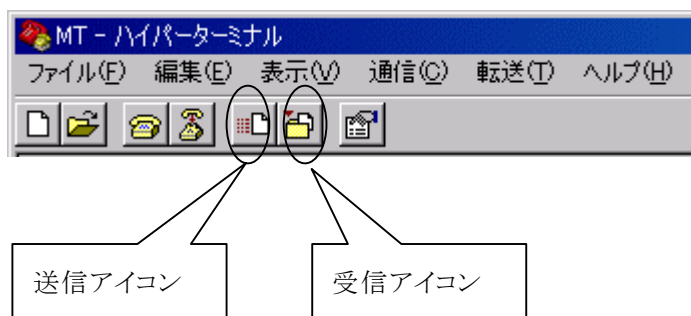 MT - ハイパーターミナル
ファイル(F) 編集(E) 表示(V) 通信(C) 転送(T) ヘルプ(H)
送信アイコン
受信アイコン